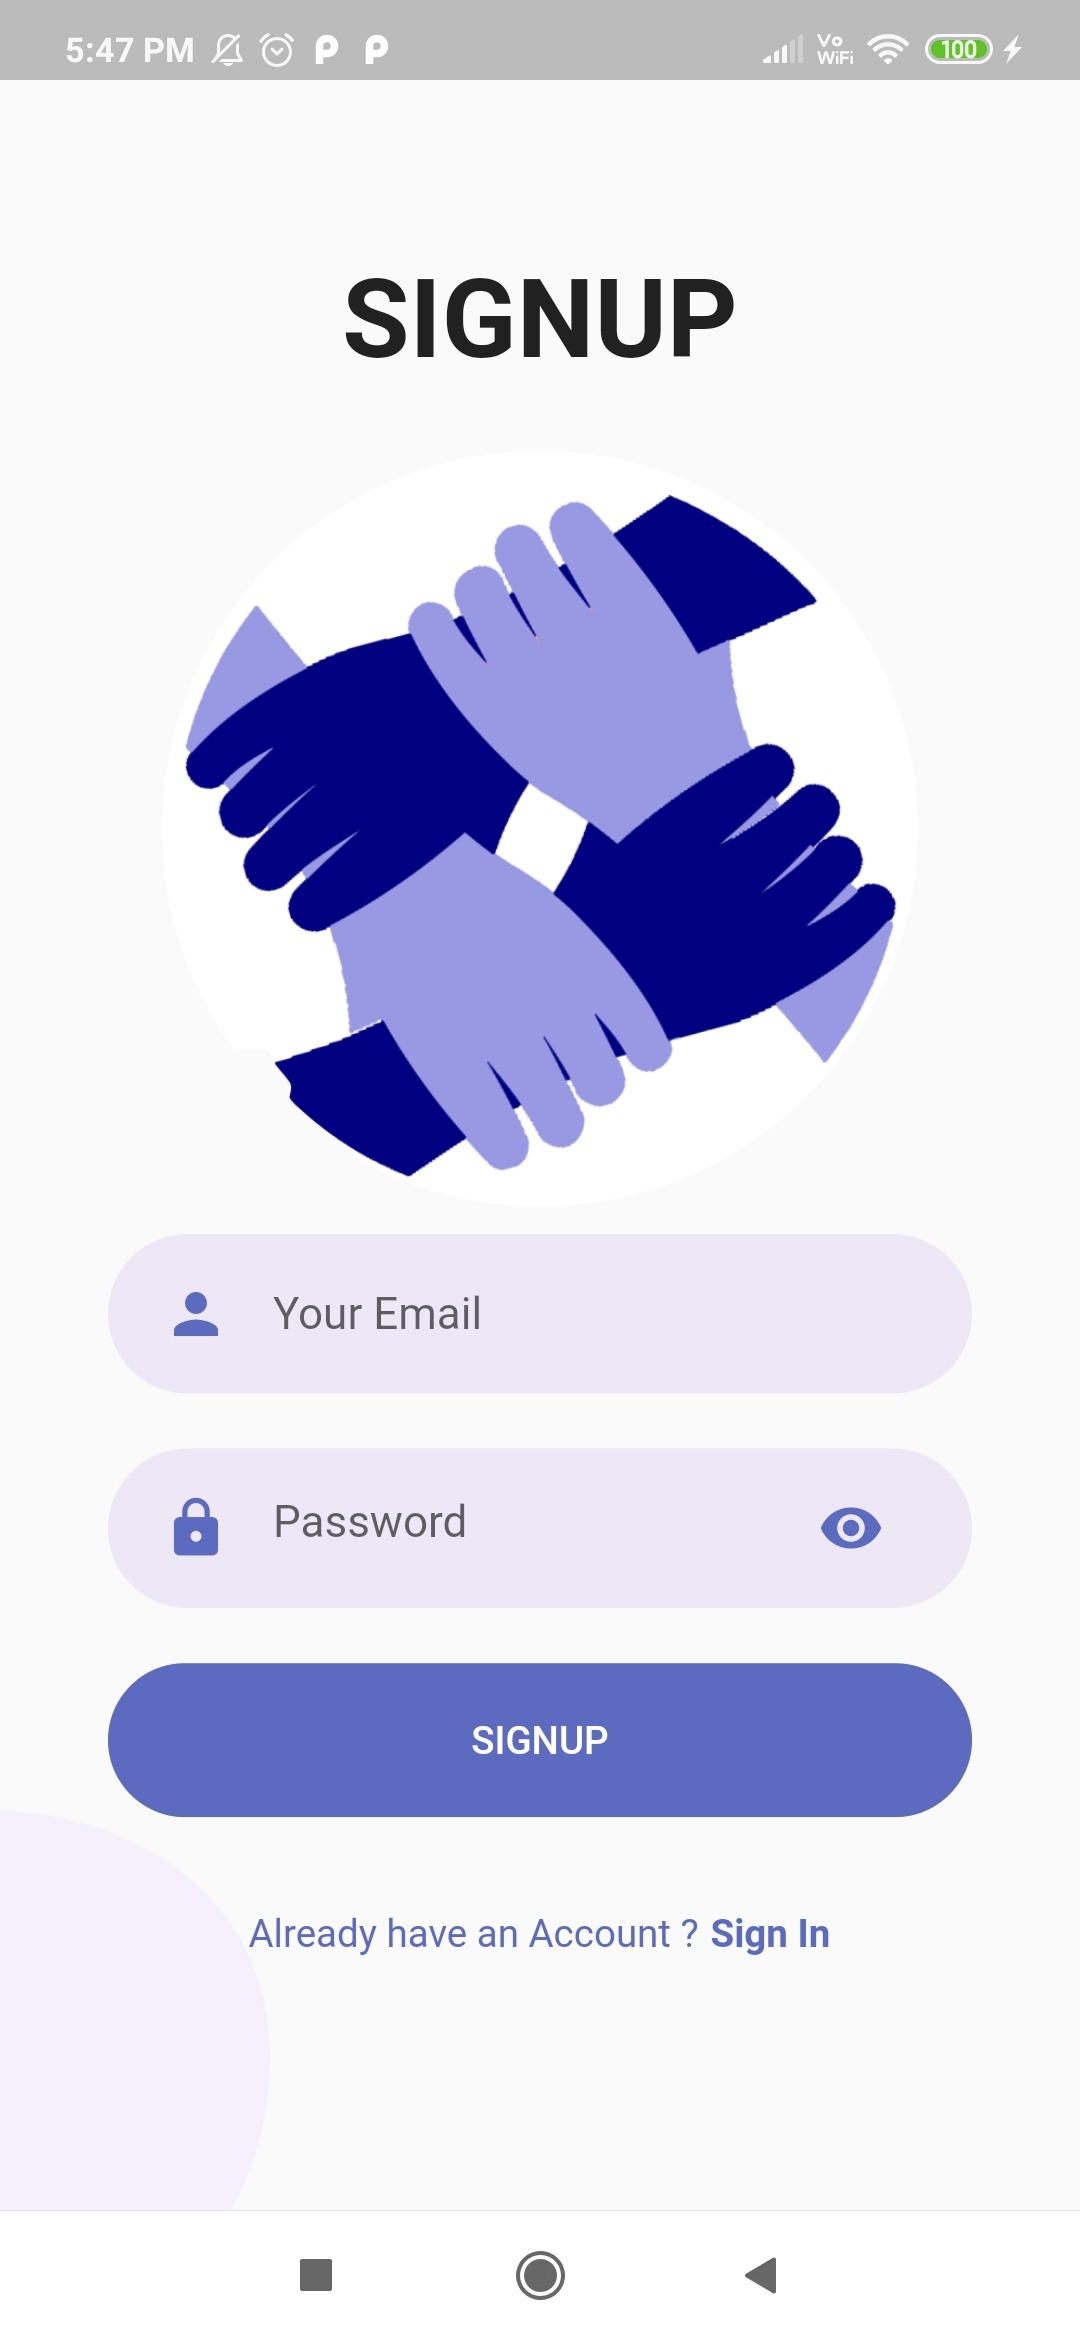 5:47 PM
Vo
WiFi
100
SIGNUP
Your Email
Password
SIGNUP
Already have an Account ? Sign In